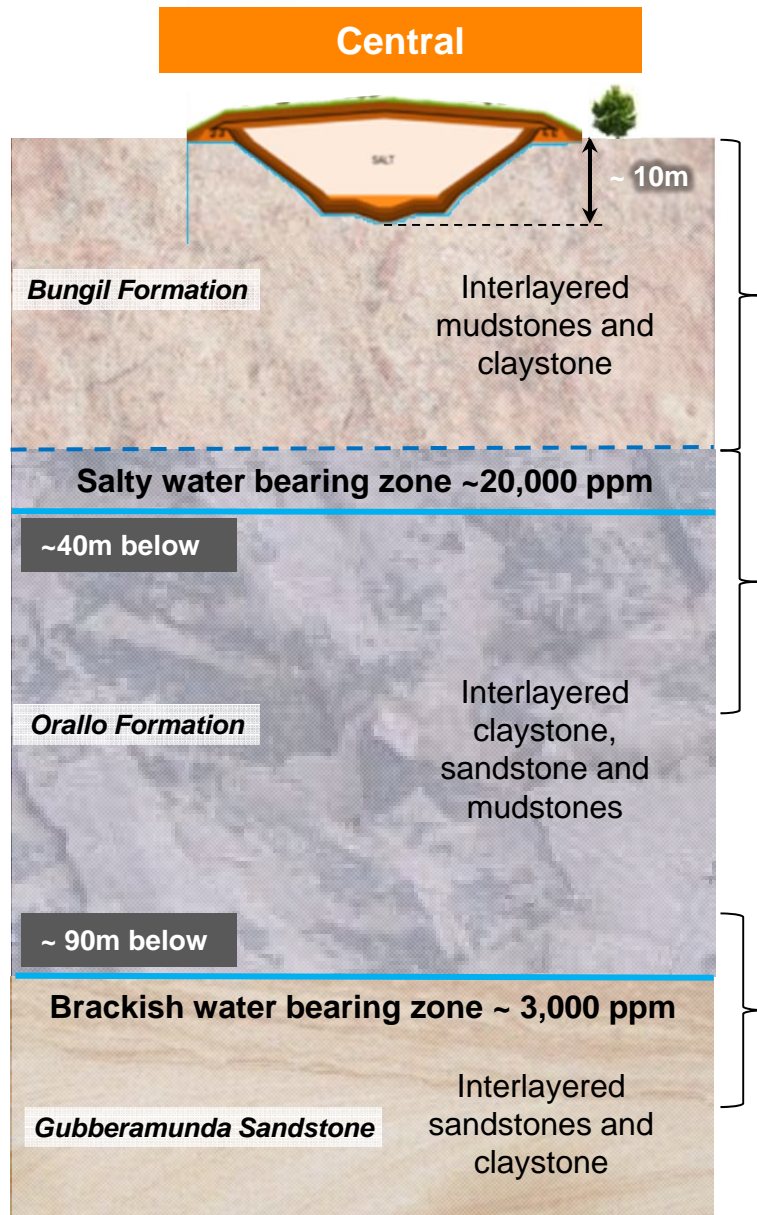 Central
SALT
~ 10m
Bungil Formation
Interlayered
mudstones and
claystone
Salty water bearing zone ~20,000 ppm
~40m below
Orallo Formation
Interlayered
claystone,
sandstone and
mudstones
~ 90m below
Brackish water bearing zone ~ 3,000 ppm
Gubberamunda Sandstone
Interlayered
sandstones and
claystone